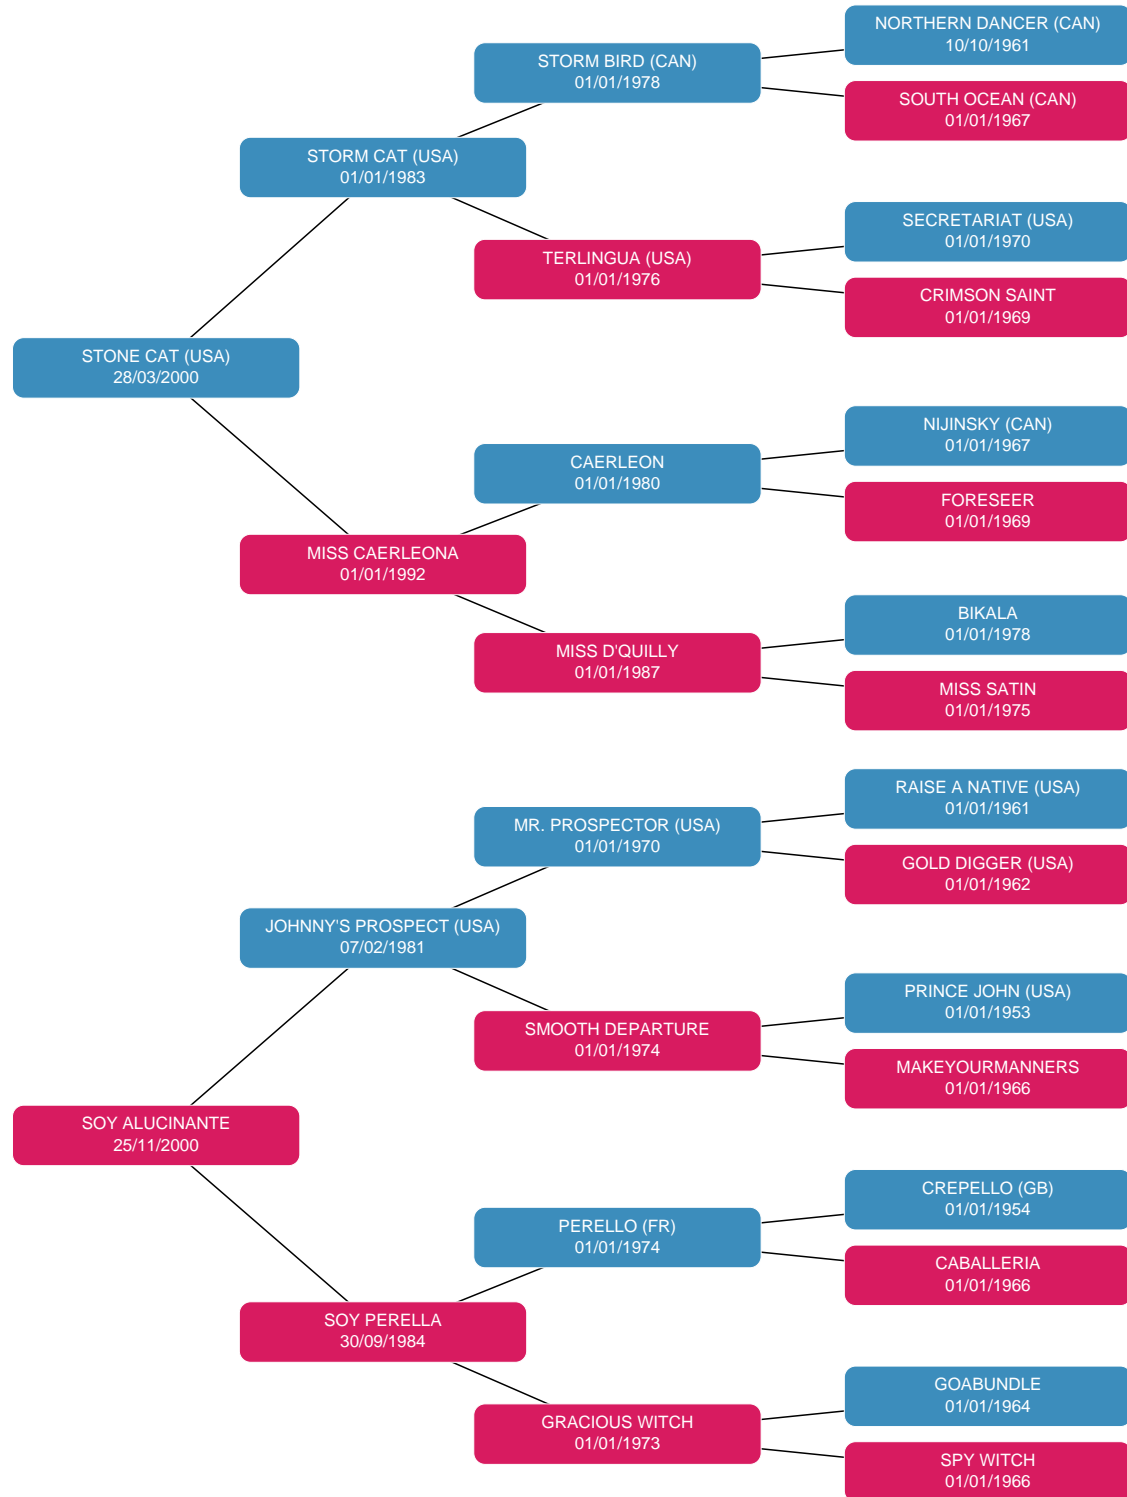 NORTHERN DANCER (CAN)
10/10/1961
STORM BIRD (CAN)
01/01/1978
SOUTH OCEAN (CAN)
01/01/1967
STORM CAT (USA)
01/01/1983
SECRETARIAT (USA)
01/01/1970
TERLINGUA (USA)
01/01/1976
CRIMSON SAINT
01/01/1969
STONE CAT (USA)
28/03/2000
NIJINSKY (CAN)
01/01/1967
CAERLEON
01/01/1980
FORESEER
01/01/1969
MISS CAERLEONA
01/01/1992
BIKALA
01/01/1978
MISS D'QUILLY
01/01/1987
MISS SATIN
01/01/1975
RAISE A NATIVE (USA)
01/01/1961
MR. PROSPECTOR (USA)
01/01/1970
GOLD DIGGER (USA)
01/01/1962
JOHNNY'S PROSPECT (USA)
07/02/1981
PRINCE JOHN (USA)
01/01/1953
SMOOTH DEPARTURE
01/01/1974
MAKEYOURMANNERS
01/01/1966
SOY ALUCINANTE
25/11/2000
CREPELLO (GB)
01/01/1954
PERELLO (FR)
01/01/1974
CABALLERIA
01/01/1966
SOY PERELLA
30/09/1984
GOABUNDLE
01/01/1964
GRACIOUS WITCH
01/01/1973
SPY WITCH
01/01/1966